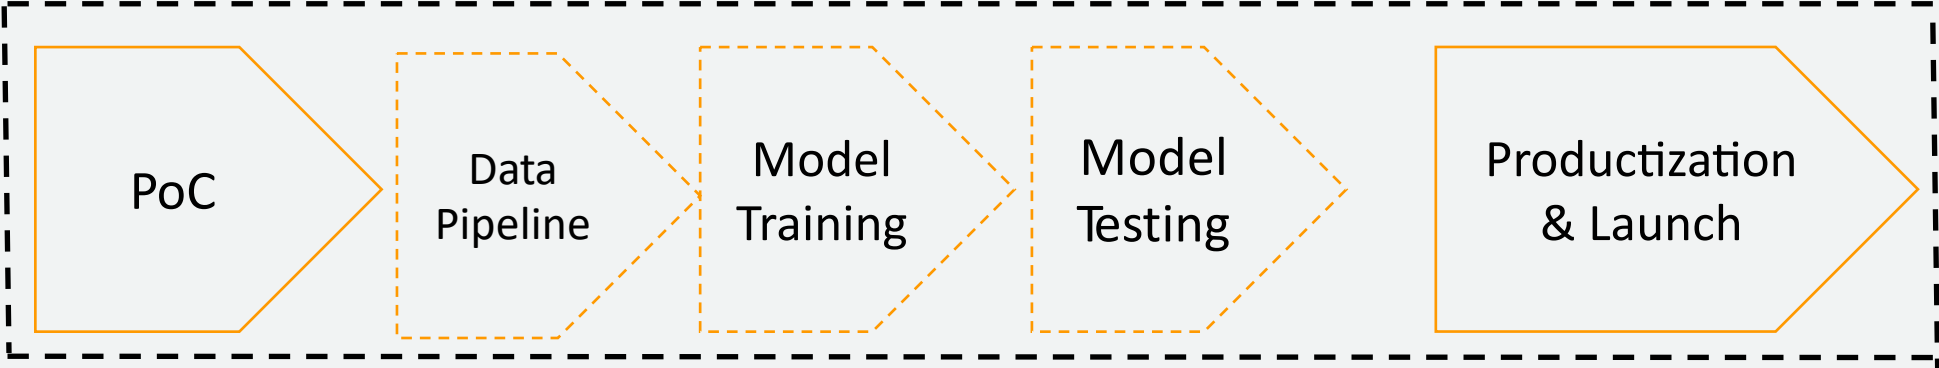 PoC
Data
Pipeline
Model
Training
Model
Testing
Productization
& Launch